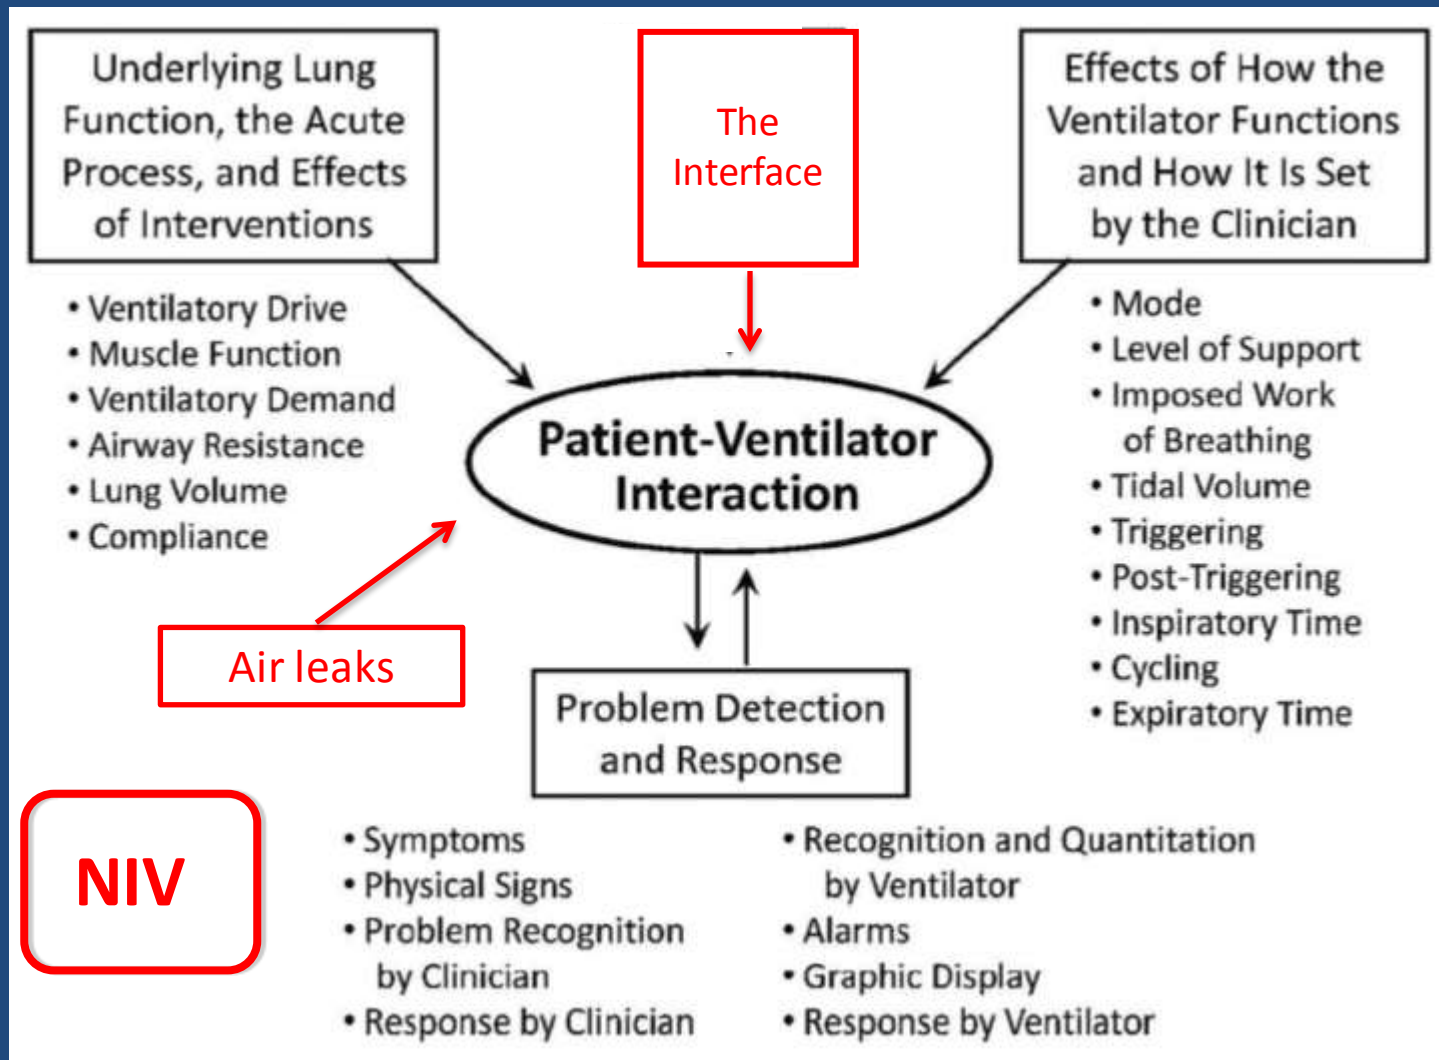 Underlying Lung
Function, the Acute
Process, and Effects
of Interventions
• Ventilatory Drive
• Muscle Function
• Ventilatory Demand
• Airway Resistance
• Lung Volume
• Compliance
The
Interface
Effects of How the
Ventilator Functions
and How It Is Set
by the Clinician
• Mode
• Level of Support
• Imposed Work
of Breathing
• Tidal Volume
• Triggering
• Post-Triggering
• Inspiratory Time
• Cycling
• Expiratory Time
Patient-Ventilator
Interaction
Air leaks
Problem Detection
and Response
NIV
• Symptoms
• Physical Signs
• Problem Recognition
by Clinician
• Response by Clinician
• Recognition and Quantitation
by Ventilator
• Alarms
• Graphic Display
• Response by Ventilator